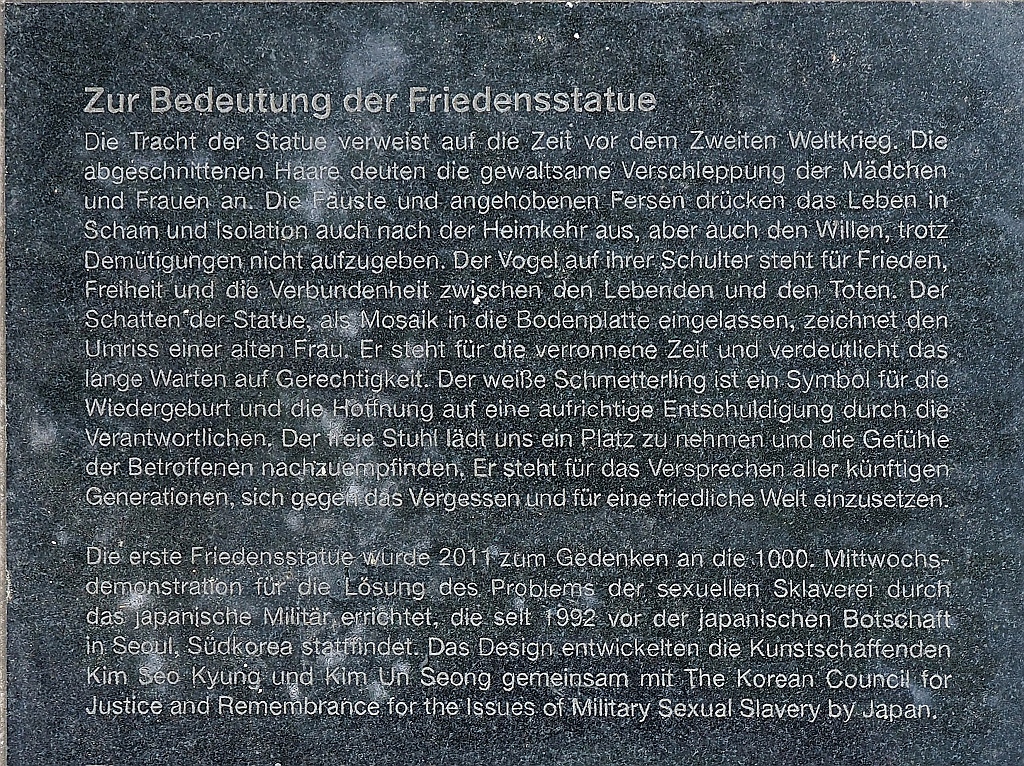 Zur Bedeutung der Friedensstatue
Die Tracht der Statue verweist auf die Zeit vor dem Zweiten Weltkrieg. Die
abgeschnittenen Haare deuten die gewaltsame Verschleppung der Mädchen
und Frauen an. Die Fäuste und angehobenen Fersen drücken das Leben in
Scham und Isolation auch nach der Heimkehr aus, aber auch den Willen, trotz
Demütigungen nicht aufzugeben. Der Vogel auf ihrer Schulter steht für Frieden,
Freiheit und die Verbundenheit zwischen den Lebenden und den Toten. Der
Schatten der Statue, als Mosaik in die Bodenplatte eingelassen, zeichnet den
Umriss einer alten Frau. Er steht für die verronnene Zeit und verdeutlicht das
lange Warten auf Gerechtigkeit. Der weiße Schmetterling ist ein Symbol für die
Wiedergeburt und die Hoffnung auf eine aufrichtige Entschuldigung durch die
Verantwortlichen. Der freie Stuhl lädt uns ein Platz zu nehmen und die Gefühle
der Betroffenen nachzuempfinden. Er steht für das Versprechen aller künftigen
Generationen, sich gegen das Vergessen und für eine friedliche Welt einzusetzen.
Die erste Friedensstatue wurde 2011 zum Gedenken an die 1000. Mittwochs-
demonstration für die Lösung des Problems der sexuellen Sklaverei durch
das japanische Militär errichtet, die seit 1992 vor der japanischen Botschaft
in Seoul, Südkorea stattfindet. Das Design entwickelten die Kunstschaffenden
Kim Seo Kyung und Kim Un Seong gemeinsam mit The Korean Council for
Justice and Remembrance for the Issues of Military Sexual Slavery by Japan.